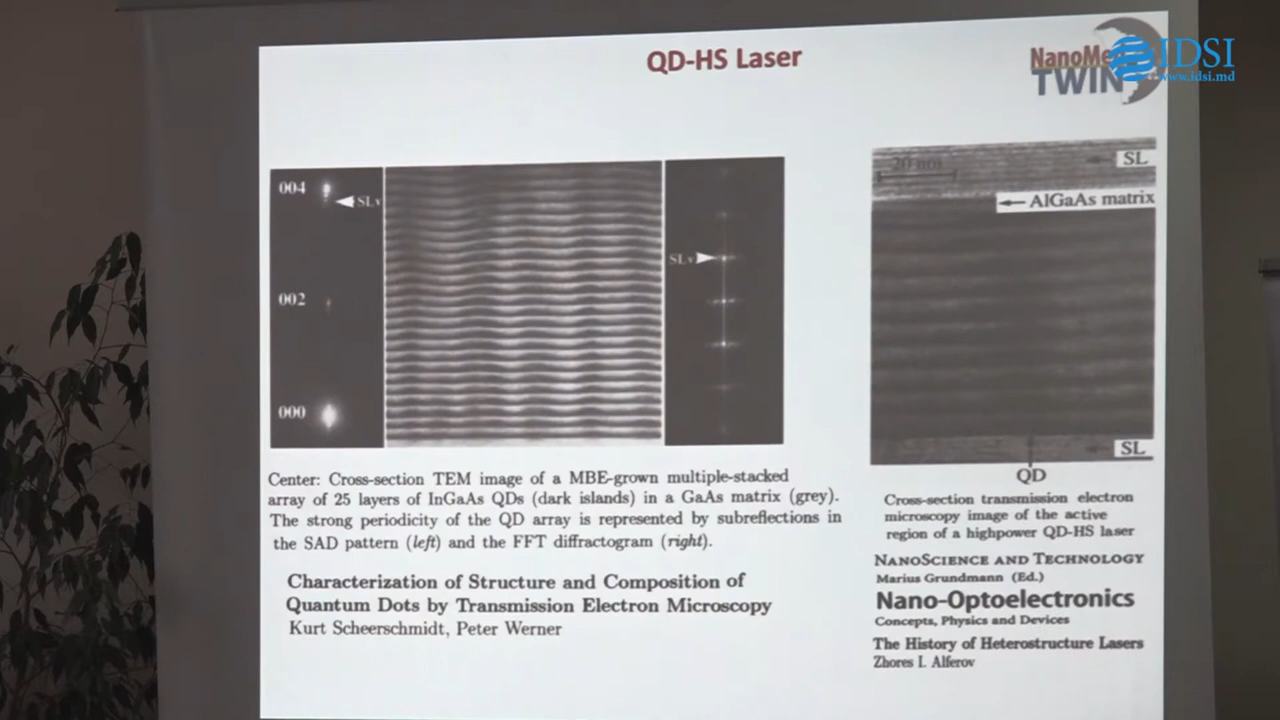 QD-HS Laser
NanoMe
TWIN
IDSI
www.idsi.md
004
SLv
002
000
SLv
20 nm
SL
AlGaAs matrix
SL
QD
Center: Cross-section TEM image of a MBE-grown multiple-stacked
array of 25 layers of InGaAs QDs (dark islands) in a GaAs matrix (grey).
The strong periodicity of the QD array is represented by subreflections in
the SAD pattern (left) and the FFT diffractogram (right).
Characterization of Structure and Composition of
Quantum Dots by Transmission Electron Microscopy
Kurt Scheerschmidt, Peter Werner
Cross-section transmission electron
microscopy image of the active
region of a highpower QD-HS laser
NANOSCIENCE AND TECHNOLOGY
Marius Grundmann (Ed.)
Nano-Optoelectronics
Concepts, Physics and Devices
The History of Heterostructure Lasers
Zhores I. Alferov